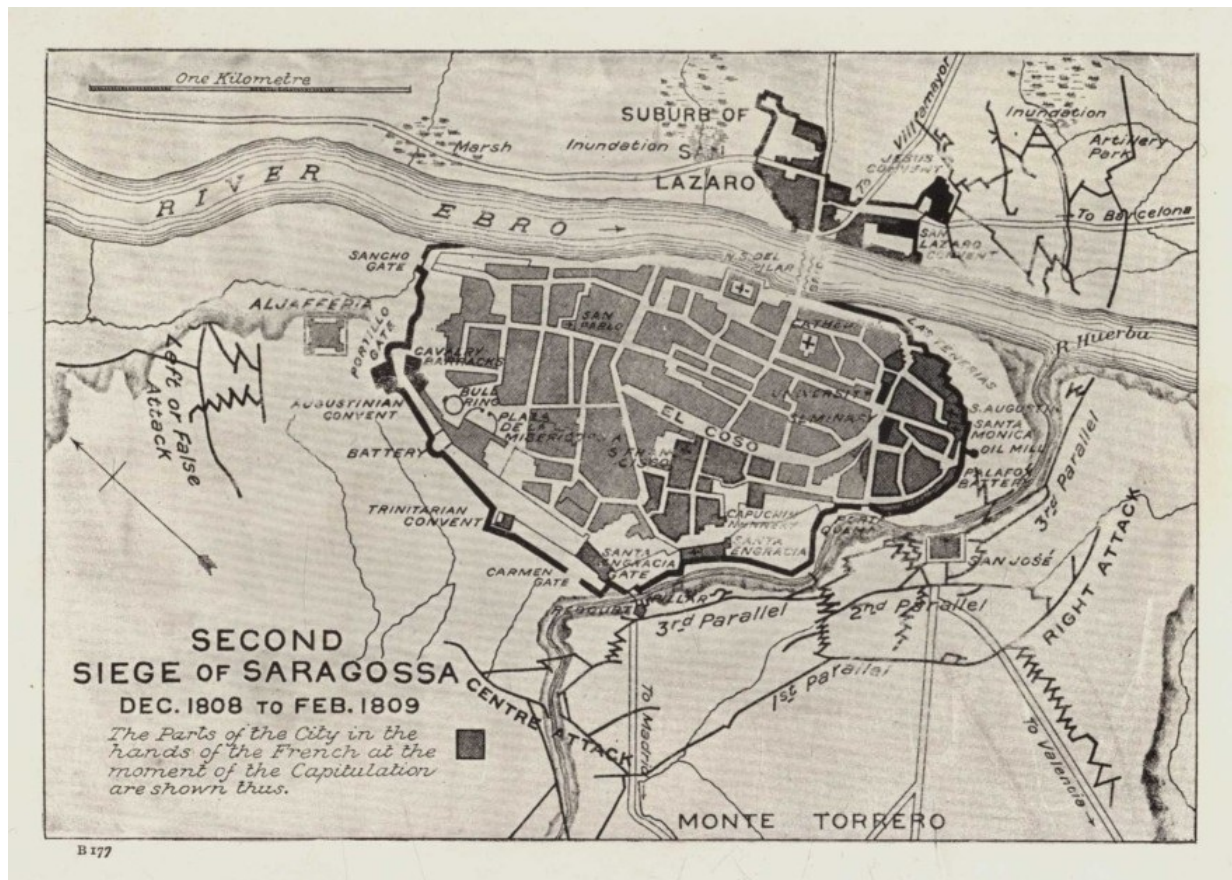 One Kilometre
SUBURB OF
SAN
LAZARO
Marsh
Inundation
To Villamayor
JESUS
CONVENT
Inundation
Artillery
Park
To Barcelona
RIVER EBRO
SAN
LAZARO
CONVENT
SANCHO
GATE
N.S. DEL
PILAR
ALJAFFERIA
PORTILLO
GATE
SAN
PABLO
LAS TENERIAS
R Huerba
Left or False
Attack
CAVALRY
BARRACKS
BULL
RING
UNIVERSITY
SEMINARY
AUGUSTINIAN
CONVENT
PLAZA
DE LA
MISERICORDIA
EL COSO
S. AUGUSTIN
SANTA
MONICA
OIL MILL
BATTERY
S. FRAN
CISCO
PALAFOX
BATTERY
3rd Parallel
TRINITARIAN
CONVENT
CAPUCHIN
NUNNERY
SANTA
ENGRACIA
SAN JOSÉ
CARMEN
GATE
SANTA
ENGRACIA
GATE
PILLAR
3rd Parallel
2nd Parallel
RIGHT ATTACK
1st Parallel
SECOND
SIEGE OF SARAGOSSA
DEC. 1808 TO FEB. 1809
CENTRE ATTACK
To Madrid
To Valencia
The Parts of the City in the
hands of the French at the
moment of the Capitulation
are shown thus.
MONTE TORRERO
B 177